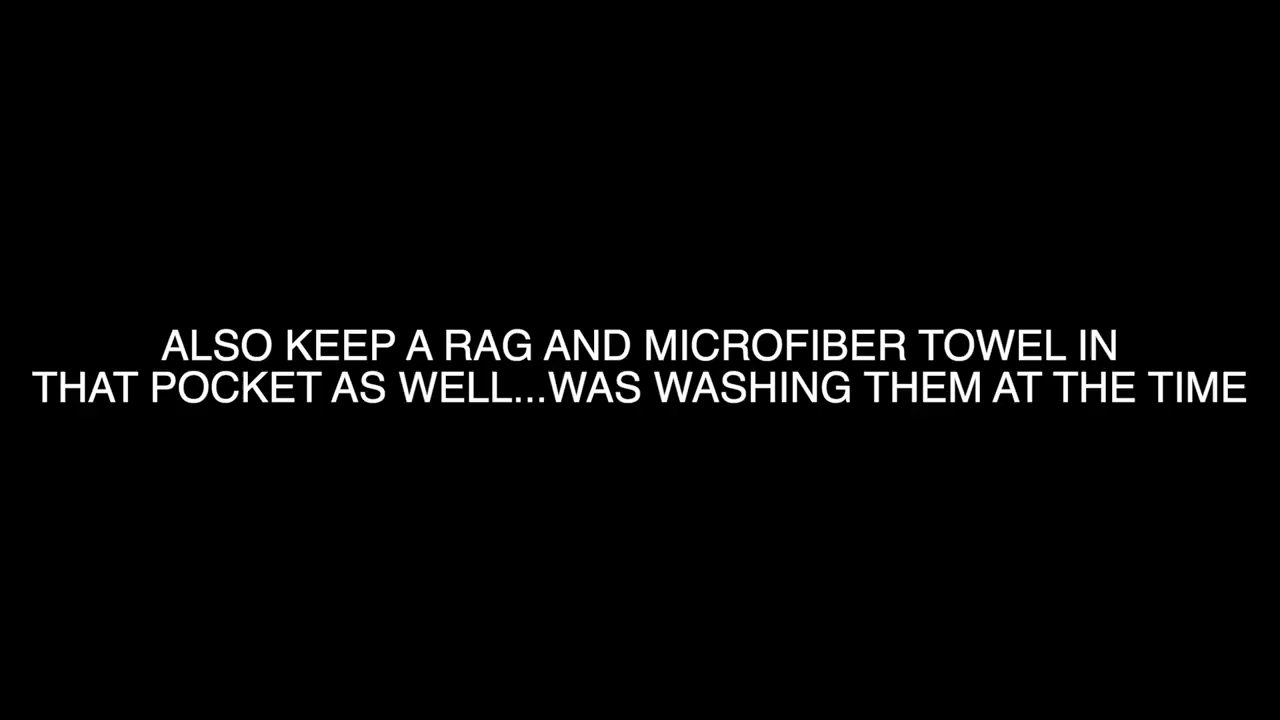 ALSO KEEP A RAG AND MICROFIBER TOWEL IN
THAT POCKET AS WELL...WAS WASHING THEM AT THE TIME